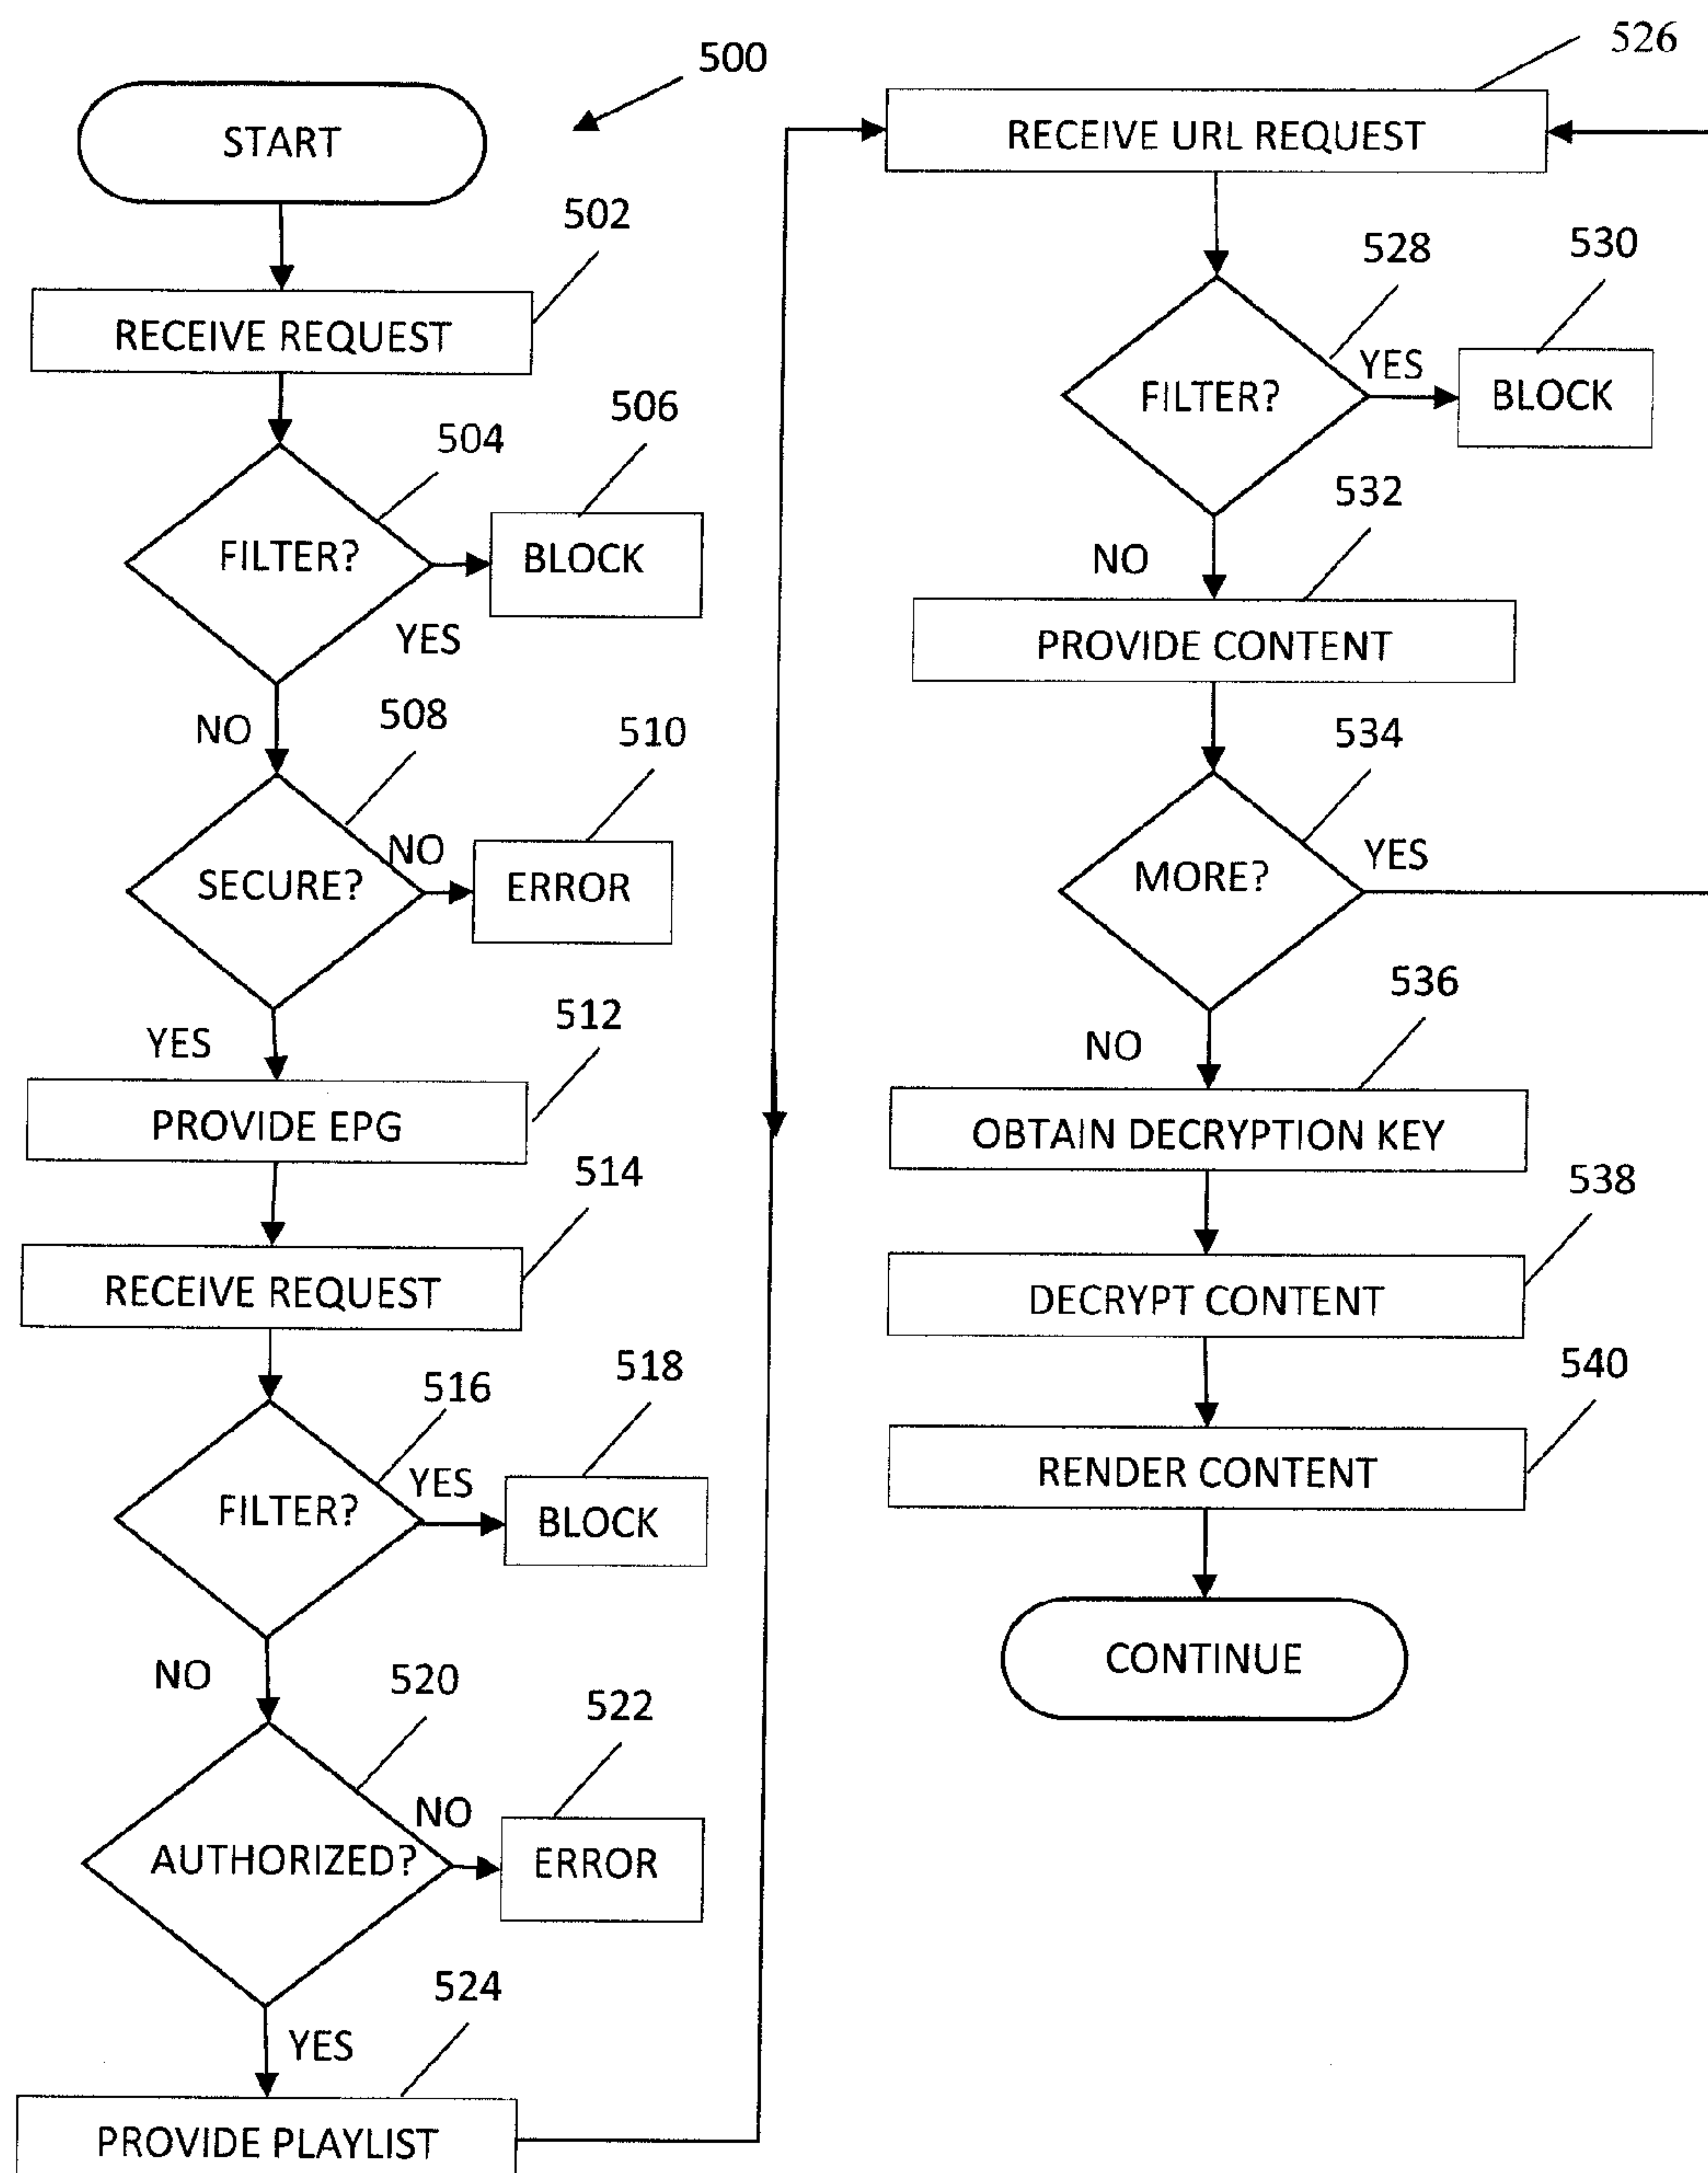 500
START
502
RECEIVE REQUEST
504
506
FILTER?
BLOCK
YES
NO
508
510
NO
SECURE?
ERROR
YES
512
PROVIDE EPG
514
RECEIVE REQUEST
516
518
FILTER?
YES
BLOCK
NO
520
522
NO
AUTHORIZED?
ERROR
YES
524
PROVIDE PLAYLIST
526
RECEIVE URL REQUEST
528
530
FILTER?
YES
BLOCK
NO
532
PROVIDE CONTENT
534
MORE?
YES
NO
536
OBTAIN DECRYPTION KEY
538
DECRYPT CONTENT
540
RENDER CONTENT
CONTINUE